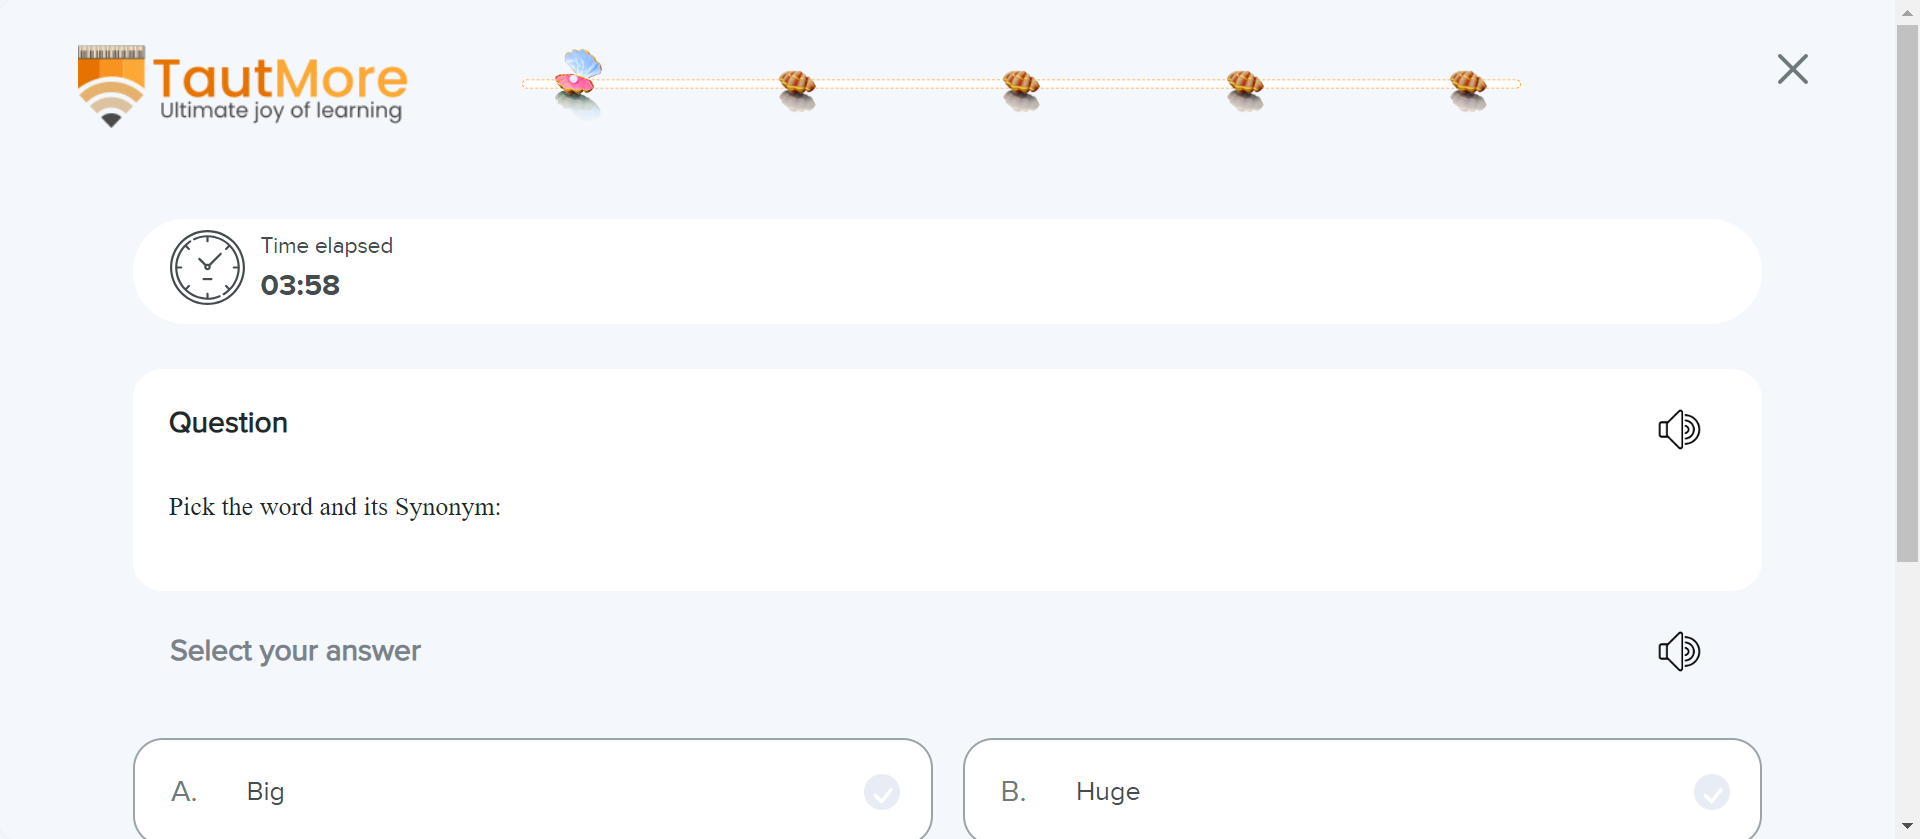 TautMore
Ultimate joy of learning
Time elapsed
03:58
Question
Pick the word and its Synonym:
Select your answer
A. Big
B. Huge